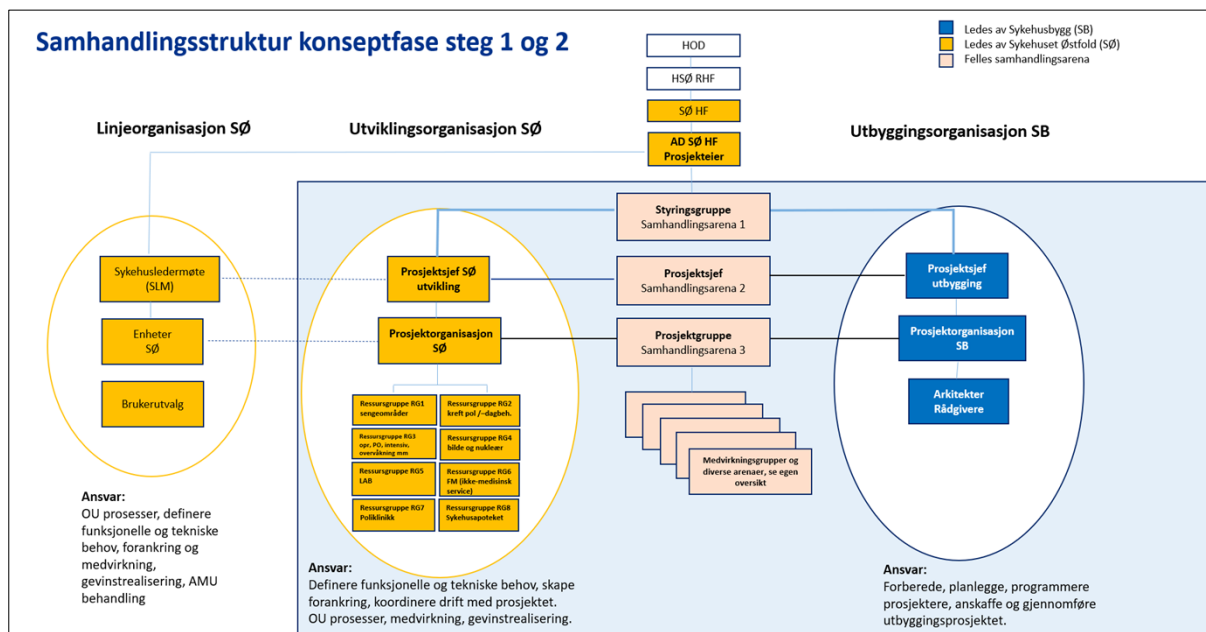 Samhandlingsstruktur konseptfase steg 1 og 2
Ledes av Sykehusbygg (SB)
Ledes av Sykehuset Østfold (SØ)
Felles samhandlingsarena
HOD
HSØ RHF
SØ HF
AD SØ HF
Prosjekteier
Linjeorganisasjon SØ
Utviklingsorganisasjon SØ
Utbyggingsorganisasjon SB
Styringsgruppe
Samhandlingsarena 1
Sykehusledermøte
(SLM)
Prosjektsjef SØ
utvikling
Prosjektsjef
Samhandlingsarena 2
Prosjektsjef
utbygging
Enheter
SØ
Prosjektorganisasjon
SØ
Prosjektgruppe
Samhandlingsarena 3
Prosjektorganisasjon
SB
Brukerutvalg
Arkitekter
Rådgivere
Ressursgruppe RG1
sengeområder
Ressursgruppe RG2
kreft pol /–dagbeh.
Ressursgruppe RG3
opr, PO, intensiv,
overvåkning mm
Ressursgruppe RG4
bilde og nukleær
Ressursgruppe RG5
LAB
Ressursgruppe RG6
FM (ikke-medisinsk
service)
Ressursgruppe RG7
Poliklinikk
Ressursgruppe RG8
Sykehusapoteket
Medvirkningsgrupper og
diverse arenaer, se egen
oversikt
Ansvar:
OU prosesser, definere
funksjonelle og tekniske
behov, forankring og
medvirkning,
gevinstrealisering, AMU
behandling
Ansvar:
Definere funksjonelle og tekniske behov, skape
forankring, koordinere drift med prosjektet.
OU prosesser, medvirkning, gevinstrealisering.
Ansvar:
Forberede, planlegge, programmere
prosjektere, anskaffe og gjennomføre
utbyggingsprosjektet.